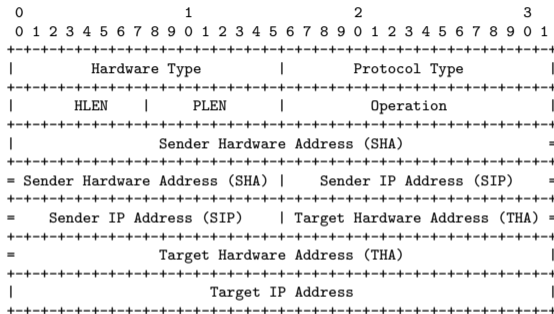 0                   1                   2                   3
 0 1 2 3 4 5 6 7 8 9 0 1 2 3 4 5 6 7 8 9 0 1 2 3 4 5 6 7 8 9 0 1
+-+-+-+-+-+-+-+-+-+-+-+-+-+-+-+-+-+-+-+-+-+-+-+-+-+-+-+-+-+-+-+-+
|         Hardware Type         |         Protocol Type         |
+-+-+-+-+-+-+-+-+-+-+-+-+-+-+-+-+-+-+-+-+-+-+-+-+-+-+-+-+-+-+-+-+
|       HLEN    |     PLEN      |          Operation            |
+-+-+-+-+-+-+-+-+-+-+-+-+-+-+-+-+-+-+-+-+-+-+-+-+-+-+-+-+-+-+-+-+
|                 Sender Hardware Address (SHA)                 =
+-+-+-+-+-+-+-+-+-+-+-+-+-+-+-+-+-+-+-+-+-+-+-+-+-+-+-+-+-+-+-+-+
= Sender Hardware Address (SHA) |    Sender IP Address (SIP)    =
+-+-+-+-+-+-+-+-+-+-+-+-+-+-+-+-+-+-+-+-+-+-+-+-+-+-+-+-+-+-+-+-+
=    Sender IP Address (SIP)    | Target Hardware Address (THA) =
+-+-+-+-+-+-+-+-+-+-+-+-+-+-+-+-+-+-+-+-+-+-+-+-+-+-+-+-+-+-+-+-+
=                 Target Hardware Address (THA)                 |
+-+-+-+-+-+-+-+-+-+-+-+-+-+-+-+-+-+-+-+-+-+-+-+-+-+-+-+-+-+-+-+-+
|                       Target IP Address                       |
+-+-+-+-+-+-+-+-+-+-+-+-+-+-+-+-+-+-+-+-+-+-+-+-+-+-+-+-+-+-+-+-+